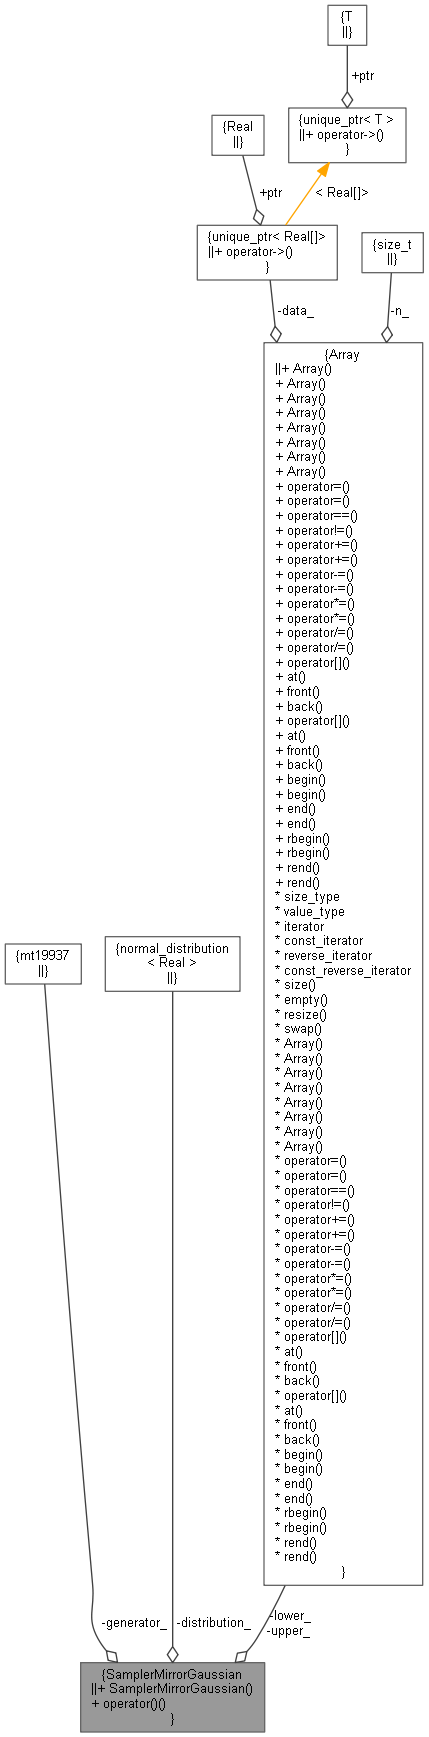 {T
||}
+ptr
{unique_ptr< T >
||+ operator->()
}
{Real
||}
+ptr
< Real[]>
{unique_ptr< Real[]>
||+ operator->()
}
{size_t
||}
-data_
-n_
{Array
||+ Array()
+ Array()
+ Array()
+ Array()
+ Array()
+ Array()
+ Array()
+ Array()
+ operator=()
+ operator=()
+ operator==()
+ operator!=()
+ operator+=()
+ operator+=()
+ operator-=()
+ operator-=()
+ operator*=()
+ operator*=()
+ operator/=()
+ operator/=()
+ operator[]()
+ at()
+ front()
+ back()
+ operator[]()
+ at()
+ front()
+ back()
+ begin()
+ begin()
+ end()
+ end()
+ rbegin()
+ rbegin()
+ rend()
+ rend()
* size_type
* value_type
* iterator
* const_iterator
* reverse_iterator
* const_reverse_iterator
* size()
* empty()
* resize()
* swap()
* Array()
* Array()
* Array()
* Array()
* Array()
* Array()
* Array()
* Array()
* operator=()
* operator=()
* operator==()
* operator!=()
* operator+=()
* operator+=()
* operator-=()
* operator-=()
* operator*=()
* operator*=()
* operator/=()
* operator/=()
* operator[]()
* at()
* front()
* back()
* operator[]()
* at()
* front()
* back()
* begin()
* begin()
* end()
* end()
* rbegin()
* rbegin()
* rend()
* rend()
}
{mt19937
||}
{normal_distribution
< Real >
||}
-generator_
-distribution_
-lower_
-upper_
{SamplerMirrorGaussian
||+ SamplerMirrorGaussian()
+ operator()()
}